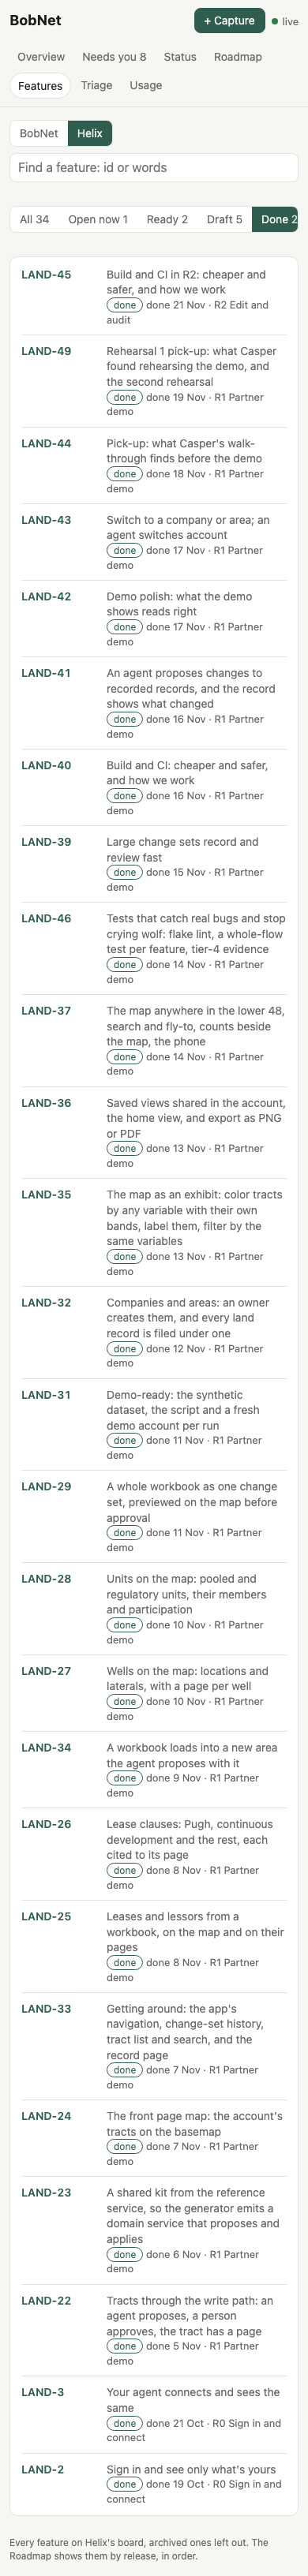 BobNet
+ Capture
live
Overview Needs you 8 Status Roadmap
Features Triage Usage
BobNet Helix
Find a feature: id or words
All 34 Open now 1 Ready 2 Draft 5 Done 2
LAND-45 Build and CI in R2: cheaper and
safer, and how we work
done done 21 Nov · R2 Edit and
audit
LAND-49 Rehearsal 1 pick-up: what Casper
found rehearsing the demo, and
the second rehearsal
done done 19 Nov · R1 Partner
demo
LAND-44 Pick-up: what Casper's walk-
through finds before the demo
done done 18 Nov · R1 Partner
demo
LAND-43 Switch to a company or area; an
agent switches account
done done 17 Nov · R1 Partner
demo
LAND-42 Demo polish: what the demo
shows reads right
done done 17 Nov · R1 Partner
demo
LAND-41 An agent proposes changes to
recorded records, and the record
shows what changed
done done 16 Nov · R1 Partner
demo
LAND-40 Build and CI: cheaper and safer,
and how we work
done done 16 Nov · R1 Partner
demo
LAND-39 Large change sets record and
review fast
done done 15 Nov · R1 Partner
demo
LAND-46 Tests that catch real bugs and stop
crying wolf: flake lint, a whole-flow
test per feature, tier-4 evidence
done done 14 Nov · R1 Partner
demo
LAND-37 The map anywhere in the lower 48,
search and fly-to, counts beside
the map, the phone
done done 14 Nov · R1 Partner
demo
LAND-36 Saved views shared in the account,
the home view, and export as PNG
or PDF
done done 13 Nov · R1 Partner
demo
LAND-35 The map as an exhibit: color tracts
by any variable with their own
bands, label them, filter by the
same variables
done done 13 Nov · R1 Partner
demo
LAND-32 Companies and areas: an owner
creates them, and every land
record is filed under one
done done 12 Nov · R1 Partner
demo
LAND-31 Demo-ready: the synthetic
dataset, the script and a fresh
demo account per run
done done 11 Nov · R1 Partner
demo
LAND-29 A whole workbook as one change
set, previewed on the map before
approval
done done 11 Nov · R1 Partner
demo
LAND-28 Units on the map: pooled and
regulatory units, their members
and participation
done done 10 Nov · R1 Partner
demo
LAND-27 Wells on the map: locations and
laterals, with a page per well
done done 10 Nov · R1 Partner
demo
LAND-34 A workbook loads into a new area
the agent proposes with it
done done 9 Nov · R1 Partner
demo
LAND-26 Lease clauses: Pugh, continuous
development and the rest, each
cited to its page
done done 8 Nov · R1 Partner
demo
LAND-25 Leases and lessors from a
workbook, on the map and on their
pages
done done 8 Nov · R1 Partner
demo
LAND-33 Getting around: the app's
navigation, change-set history,
tract list and search, and the
record page
done done 7 Nov · R1 Partner
demo
LAND-24 The front page map: the account's
tracts on the basemap
done done 7 Nov · R1 Partner
demo
LAND-23 A shared kit from the reference
service, so the generator emits a
domain service that proposes and
applies
done done 6 Nov · R1 Partner
demo
LAND-22 Tracts through the write path: an
agent proposes, a person
approves, the tract has a page
done done 5 Nov · R1 Partner
demo
LAND-3 Your agent connects and sees the
same
done done 21 Oct · R0 Sign in and
connect
LAND-2 Sign in and see only what's yours
done done 19 Oct · R0 Sign in and
connect
Every feature on Helix's board, archived ones left out. The
Roadmap shows them by release, in order.